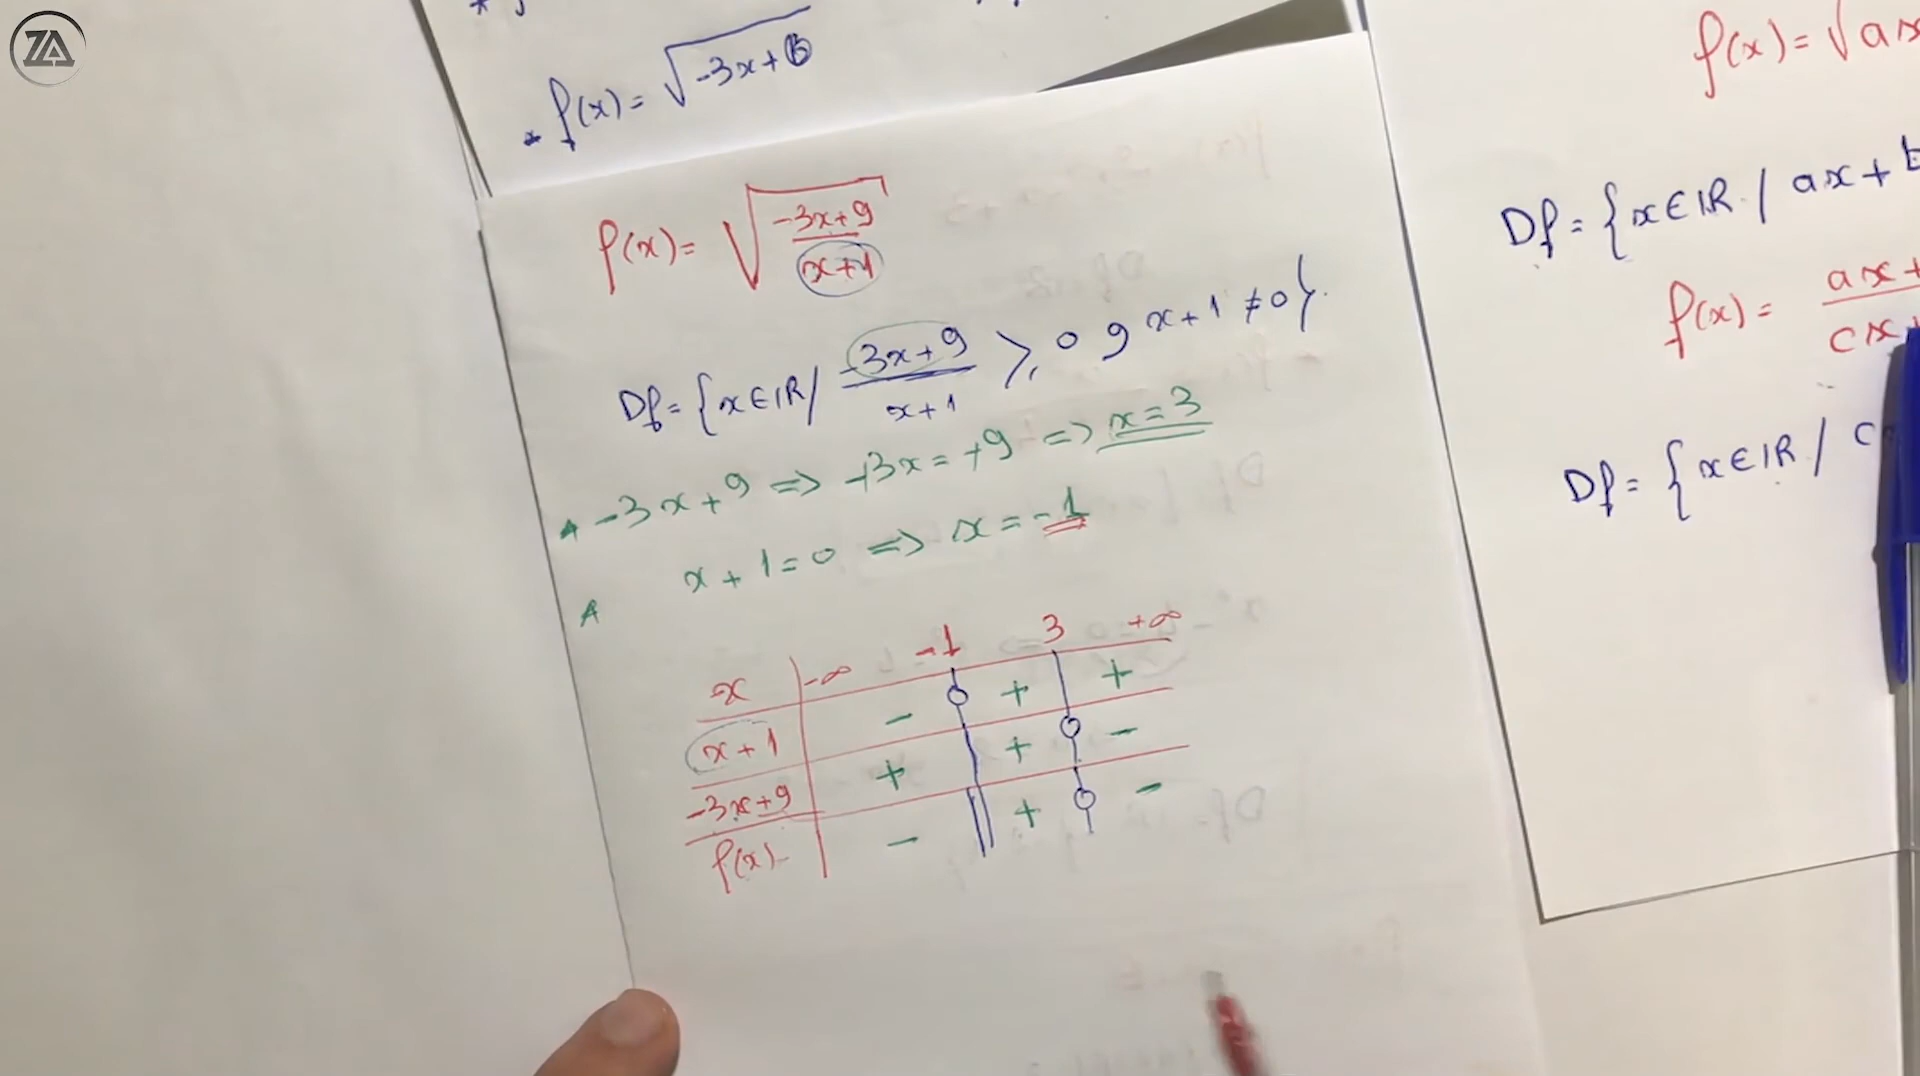 ZA
* f(x) = √-3x+6
f(x) = √(-3x+9)/(x+1)
Df = {x∈IR / (-3x+9)/(x+1) ⩾ 0 و x+1 ≠ 0}.
-3x+9 => +3x = +9 => x = 3
x+1 = 0 => x = -1
x -∞ -1 3 +∞
x+1 - 0 + +
-3x+9 + + 0 -
f(x) - || + 0 -
f(x) = √ax
Df = {x∈IR / ax+b
f(x) = ax+
cx+
Df = {x∈IR / c